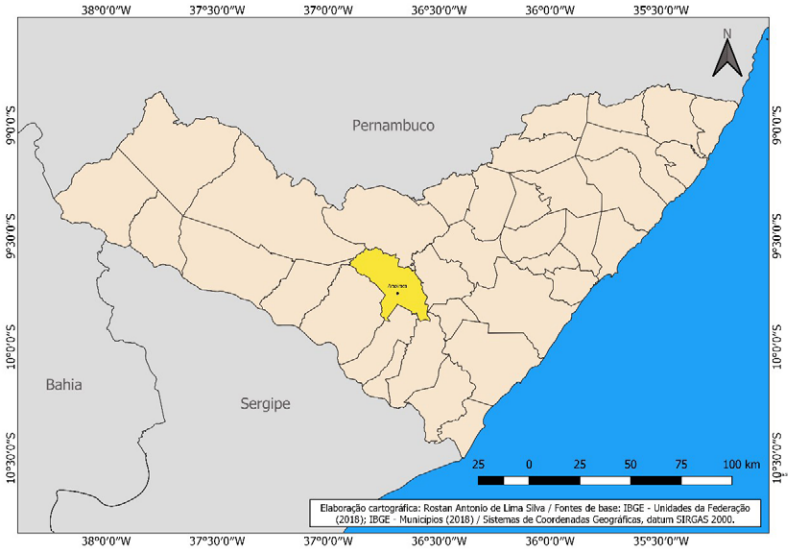 38°0'0"W 37°30'0"W 37°0'0"W 36°30'0"W 36°0'0"W 35°30'0"W
N
9°0'0"S 9°0'0"S
Pernambuco
9°30'0"S 9°30'0"S
10°0'0"S 10°0'0"S
Bahia
Sergipe
10°30'0"S 10°30'0"S
25 0 25 50 75 100 km
Elaboração cartográfica: Rostan Antonio de Lima Silva / Fontes de base: IBGE - Unidades da Federação
(2018); IBGE - Municípios (2018) / Sistemas de Coordenadas Geográficas, datum SIRGAS 2000.
38°0'0"W 37°30'0"W 37°0'0"W 36°30'0"W 36°0'0"W 35°30'0"W